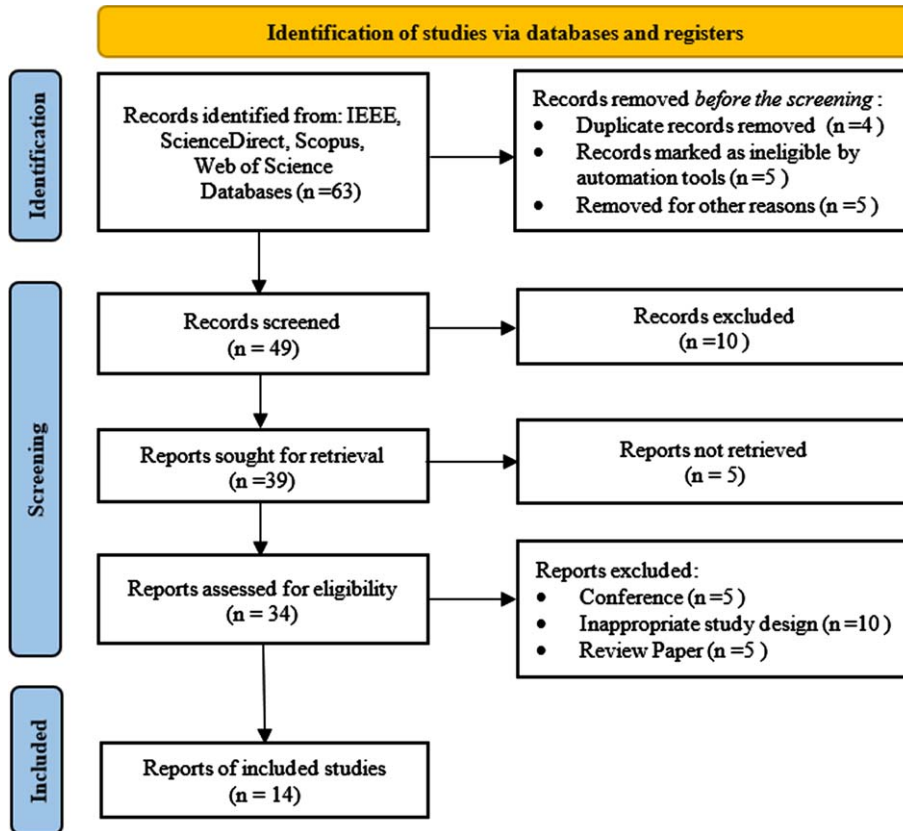 Identification of studies via databases and registers
Identification
Records identified from: IEEE,
ScienceDirect, Scopus,
Web of Science
Databases (n =63)
Records removed before the screening :
• Duplicate records removed (n =4 )
• Records marked as ineligible by
automation tools (n =5 )
• Removed for other reasons (n =5 )
Screening
Records screened
(n = 49)
Records excluded
(n =10 )
Reports sought for retrieval
(n =39)
Reports not retrieved
(n = 5)
Reports assessed for eligibility
(n = 34)
Reports excluded:
• Conference (n =5 )
• Inappropriate study design (n =10 )
• Review Paper (n =5 )
Included
Reports of included studies
(n = 14)